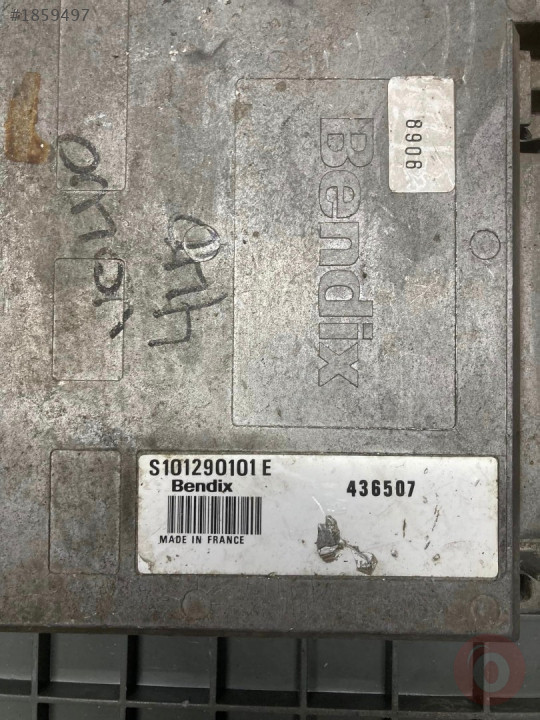 #1859497
8906
Bendix
S101290101 E
Bendix
436507
MADE IN FRANCE